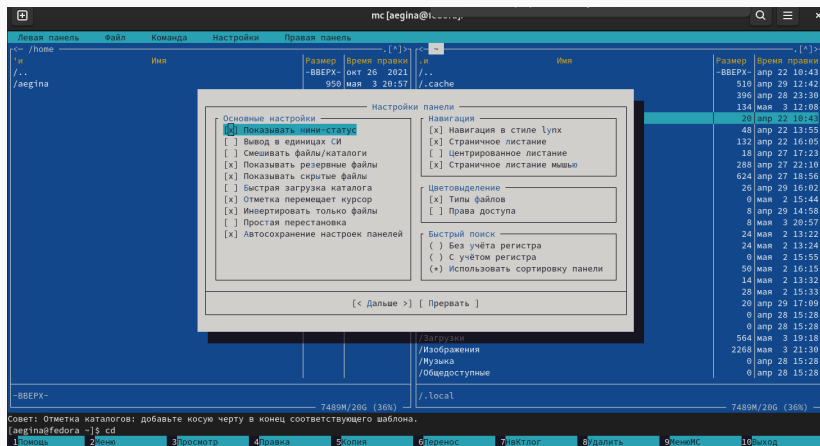 mc [aegina@fedora]:
Левая панель Файл Команда Настройки Правая панель
<— /home .[^]> <— ~ .[^]>
'и Имя Размер Время правки .и Имя Размер Время правки
/.. -ВВЕРХ- окт 26 2021 /.. -ВВЕРХ- апр 22 10:43
/aegina 950 мая 3 20:57 /.cache 510 апр 29 12:42
396 апр 28 23:30
134 мая 3 12:08
20 апр 22 10:43
48 апр 22 13:55
132 апр 22 16:05
18 апр 27 17:23
288 апр 22 27:10
624 апр 27 18:56
26 апр 29 16:02
0 мая 2 15:44
8 апр 29 14:58
8 мая 3 20:57
24 мая 2 13:22
24 мая 2 13:24
0 мая 2 15:55
50 мая 2 16:15
14 мая 2 13:32
28 мая 2 15:33
20 апр 29 17:09
0 апр 28 15:28
0 апр 28 15:28
Настройки панели
Основные настройки
[x] Показывать мини-статус
[ ] Вывод в единицах СИ
[ ] Смешивать файлы/каталоги
[x] Показывать резервные файлы
[x] Показывать скрытые файлы
[ ] Быстрая загрузка каталога
[x] Отметка перемещает курсор
[x] Инвертировать только файлы
[ ] Простая перестановка
[x] Автосохранение настроек панелей
Навигация
[x] Навигация в стиле lynx
[x] Страничное листание
[ ] Центрированное листание
[x] Страничное листание мышью
Цветовыделение
[x] Типы файлов
[ ] Права доступа
Быстрый поиск
( ) Без учёта регистра
( ) С учётом регистра
(*) Использовать сортировку панели
[< Дальше >] [ Прервать ]
/Загрузки 564 мая 3 19:18
/Изображения 2268 мая 3 21:30
/Музыка 0 апр 28 15:28
/Общедоступные 0 апр 28 15:28
-ВВЕРХ- /.local
7489M/20G (36%) 7489M/20G (36%)
Совет: Отметка каталогов: добавьте косую черту в конец соответствующего шаблона.
[aegina@fedora ~]$ cd
1Помощь 2Меню 3Просмотр 4Правка 5Копия 6Перенос 7НвКтлог 8Удалить 9МенюМС 10Выход